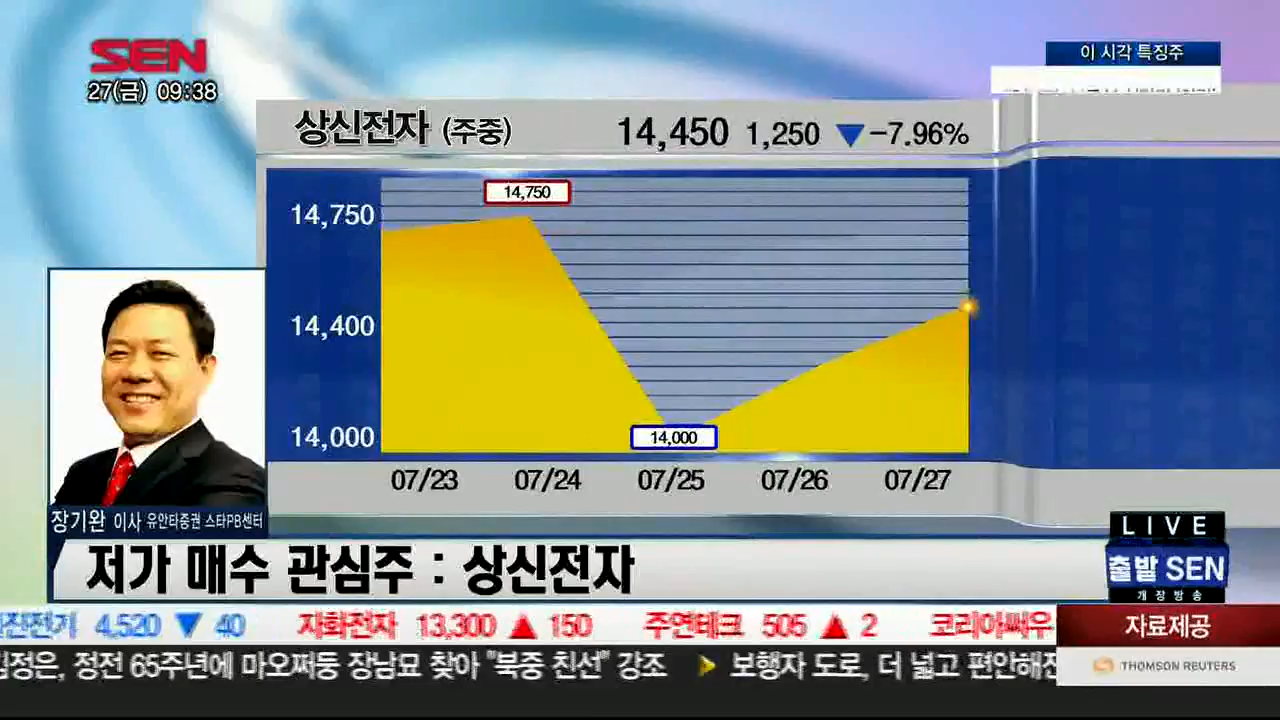 SEN
27(금) 09:38
이 시각 특징주
상신전자 (주중) 14,450 1,250 ▼-7.96%
14,750
14,750
14,400
14,000
14,000
07/23 07/24 07/25 07/26 07/27
장기완 이사 유안타증권 스타PB센터
LIVE
출발 SEN
개장방송
저가 매수 관심주 : 상신전자
전기 4,520 ▼ 40 자화전자 13,300 ▲ 150 주연테크 505 ▲ 2 코리아써우
자료제공
정은, 정전 65주년에 마오쩌둥 장남묘 찾아 "북중 친선" 강조 ▶ 보행자 도로, 더 넓고 편안해진
THOMSON REUTERS